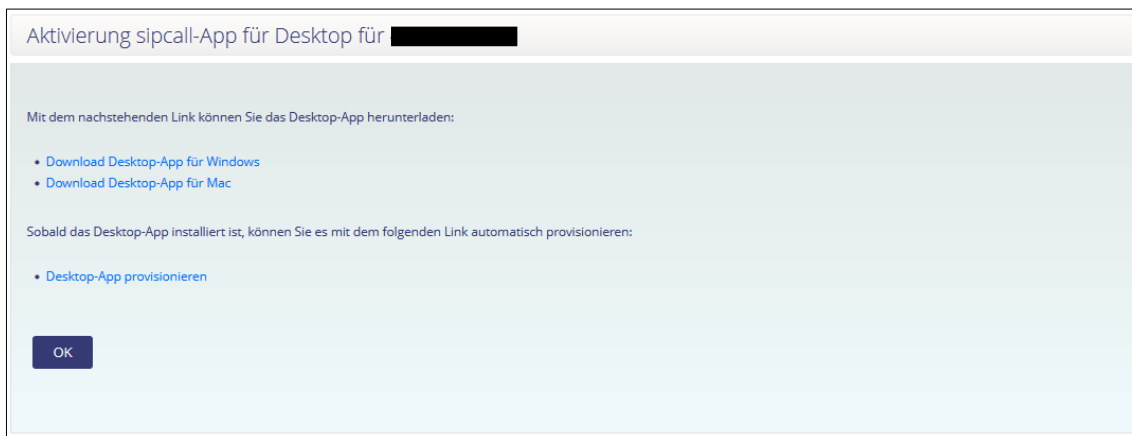 Aktivierung sipcall-App für Desktop für
Mit dem nachstehenden Link können Sie das Desktop-App herunterladen:
• Download Desktop-App für Windows
• Download Desktop-App für Mac
Sobald das Desktop-App installiert ist, können Sie es mit dem folgenden Link automatisch provisionieren:
• Desktop-App provisionieren
OK